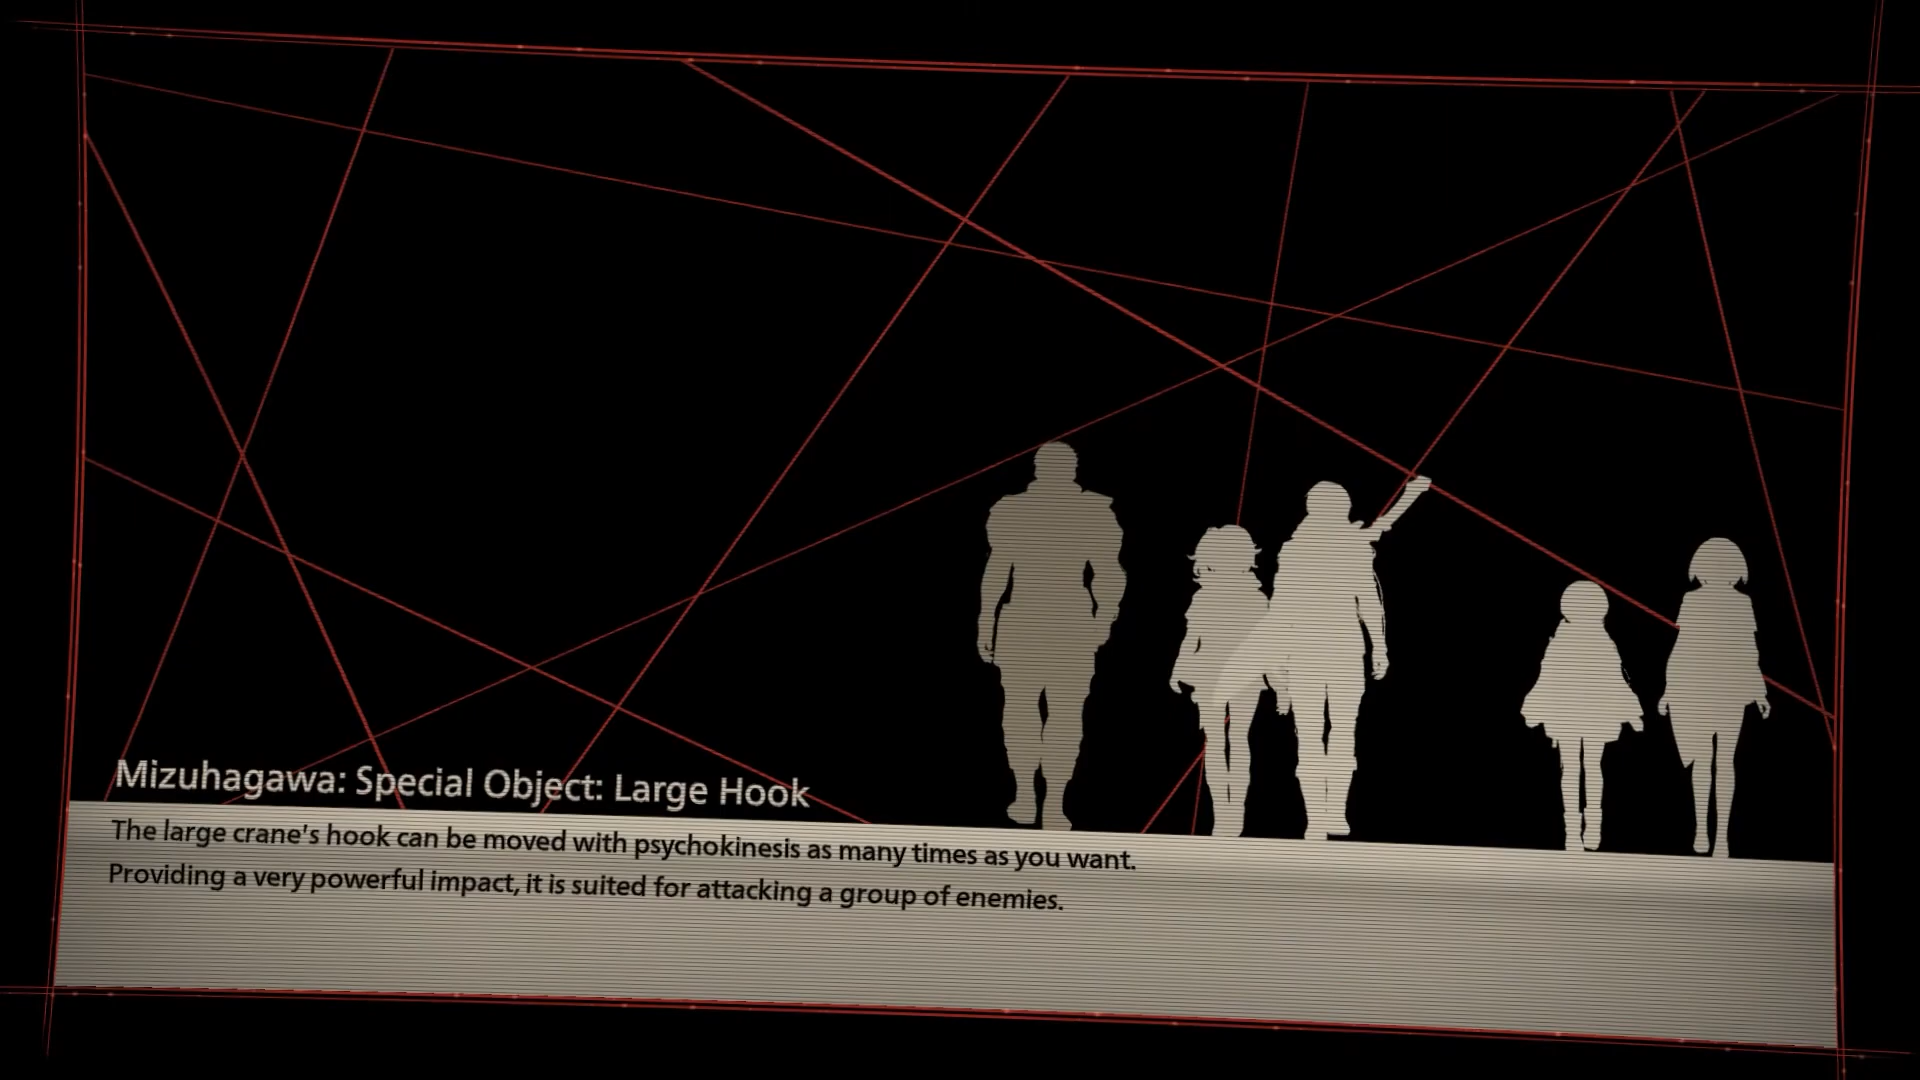 Mizuhagawa: Special Object: Large Hook
The large crane's hook can be moved with psychokinesis as many times as you want.
Providing a very powerful impact, it is suited for attacking a group of enemies.